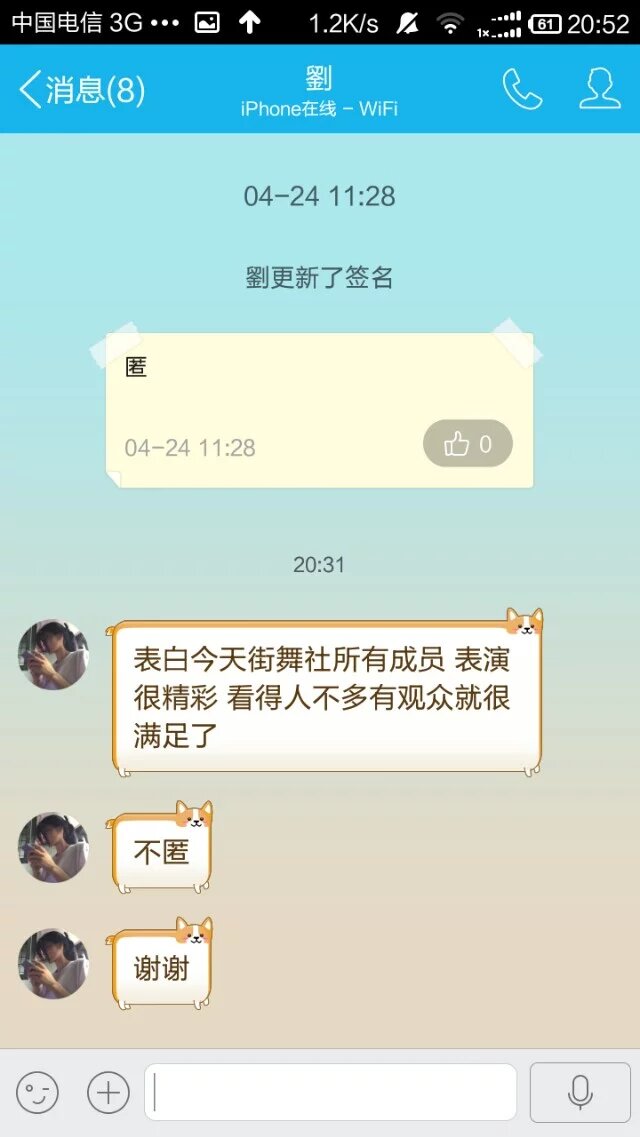 中国电信 3G ••• 1.2K/s 1x 61 20:52
消息(8) 劉
iPhone在线 - WiFi
04-24 11:28
劉更新了签名
匿
04-24 11:28 0
20:31
表白今天街舞社所有成员 表演
很精彩 看得人不多有观众就很
满足了
不匿
谢谢